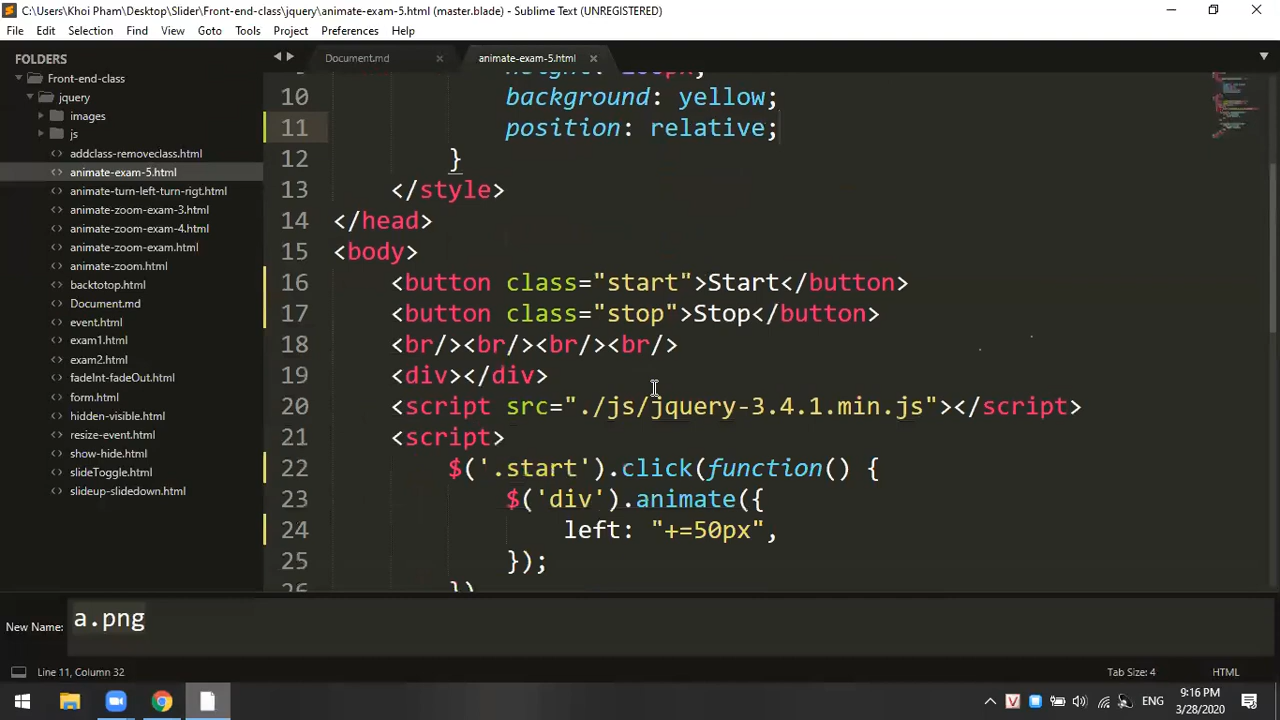 C:\Users\Khoi Pham\Desktop\Slider\Front-end-class\jquery\animate-exam-5.html (master.blade) - Sublime Text (UNREGISTERED)
File Edit Selection Find View Goto Tools Project Preferences Help
FOLDERS
Front-end-class
jquery
images
js
addclass-removeclass.html
animate-exam-5.html
animate-turn-left-turn-rigt.html
animate-zoom-exam-3.html
animate-zoom-exam-4.html
animate-zoom-exam.html
animate-zoom.html
backtotop.html
Document.md
event.html
exam1.html
exam2.html
fadeInt-fadeOut.html
form.html
hidden-visible.html
resize-event.html
show-hide.html
slideToggle.html
slideup-slidedown.html
Document.md
animate-exam-5.html
10 background: yellow;
11 position: relative;
12 }
13 </style>
14 </head>
15 <body>
16 <button class="start">Start</button>
17 <button class="stop">Stop</button>
18 <br/><br/><br/><br/>
19 <div></div>
20 <script src="./js/jquery-3.4.1.min.js"></script>
21 <script>
22 $('.start').click(function() {
23 $('div').animate({
24 left: "+=50px",
25 });
26 })
New Name: a.png
Line 11, Column 32
Tab Size: 4
HTML
ENG
9:16 PM
3/28/2020